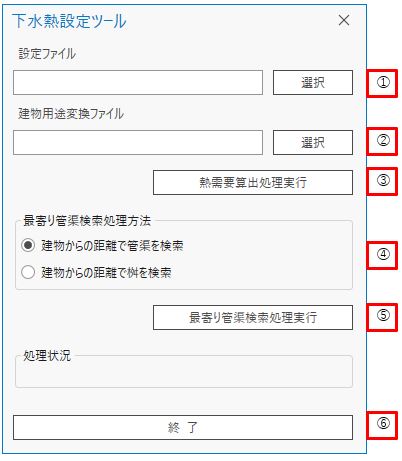 下水熱設定ツール
設定ファイル
選択 ①
建物用途変換ファイル
選択 ②
熱需要算出処理実行 ③
最寄り管渠検索処理方法
建物からの距離で管渠を検索
④
建物からの距離で桝を検索
最寄り管渠検索処理実行 ⑤
処理状況
終 了 ⑥